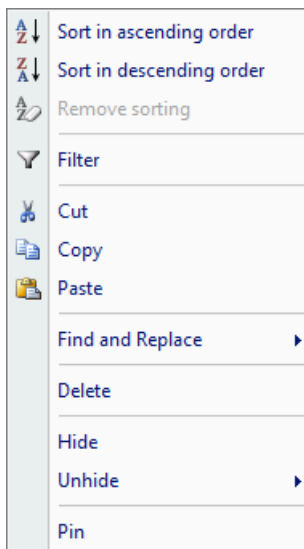 Sort in ascending order
Sort in descending order
Remove sorting
Filter
Cut
Copy
Paste
Find and Replace
Delete
Hide
Unhide
Pin